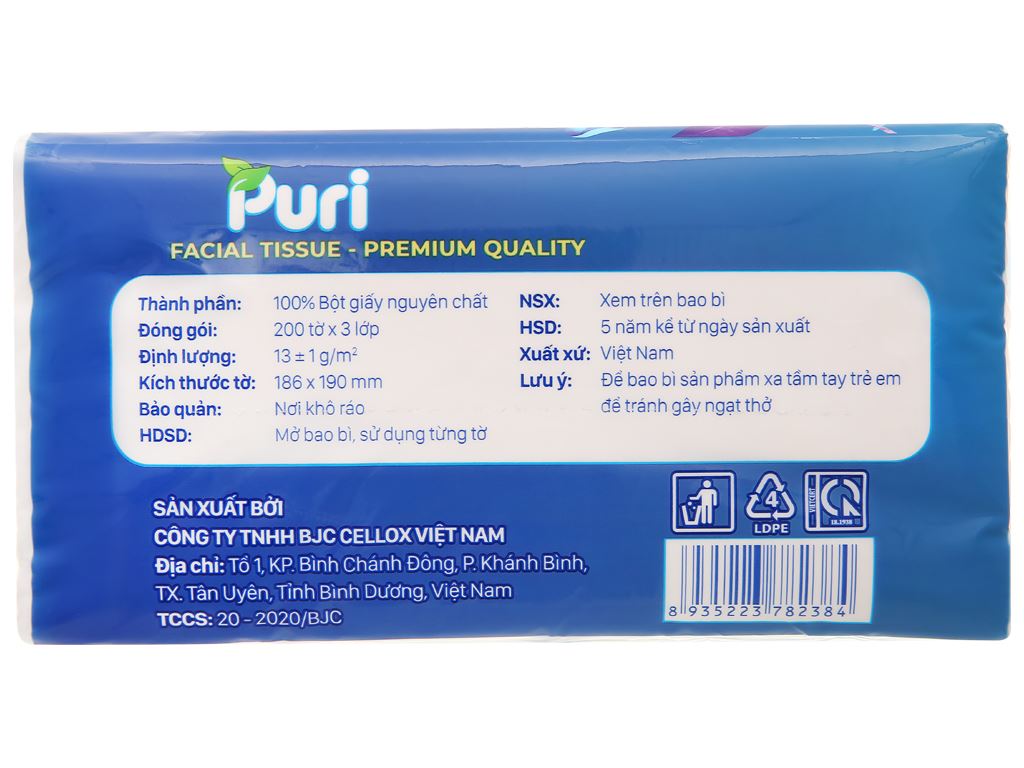 Puri
FACIAL TISSUE - PREMIUM QUALITY
Thành phần: 100% Bột giấy nguyên chất
Đóng gói: 200 tờ x 3 lớp
Định lượng: 13 ± 1 g/m²
Kích thước tờ: 186 x 190 mm
Bảo quản: Nơi khô ráo
HDSD: Mở bao bì, sử dụng từng tờ
NSX: Xem trên bao bì
HSD: 5 năm kể từ ngày sản xuất
Xuất xứ: Việt Nam
Lưu ý: Để bao bì sản phẩm xa tầm tay trẻ em
để tránh gây ngạt thở
SẢN XUẤT BỞI
CÔNG TY TNHH BJC CELLOX VIỆT NAM
Địa chỉ: Tổ 1, KP. Bình Chánh Đông, P. Khánh Bình,
TX. Tân Uyên, Tỉnh Bình Dương, Việt Nam
TCCS: 20 - 2020/BJC
4
LDPE
VIETCERT
18.1938
8 935223 782384